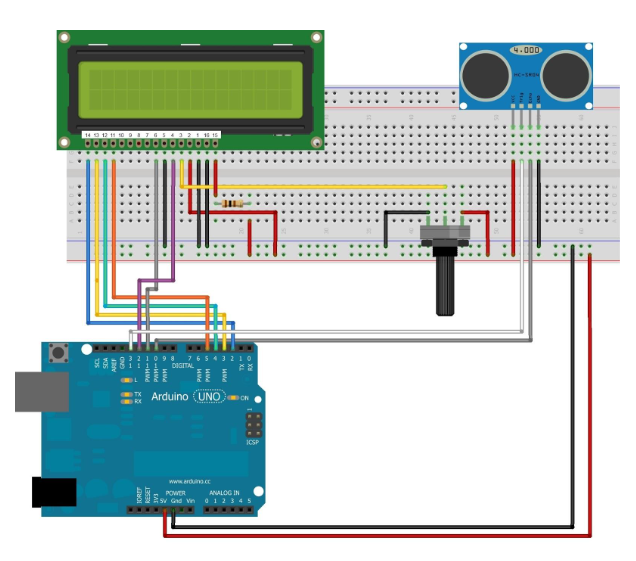 4.000
HC-SR04
14 13 12 11 10 9 8 7 6 5 4 3 2 1 16 15
SCL
SDA
AREF
GND
13
12
PWM 11
PWM 10
PWM 9
8
DIGITAL
7
PWM 6
PWM 5
4
PWM 3
2
TX 1
RX 0
L
TX
RX
Arduino UNO
ON
1
ICSP
www.arduino.cc
POWER
ANALOG IN
IOREF
RESET
3V3
5V Gnd Vin
0 1 2 3 4 5